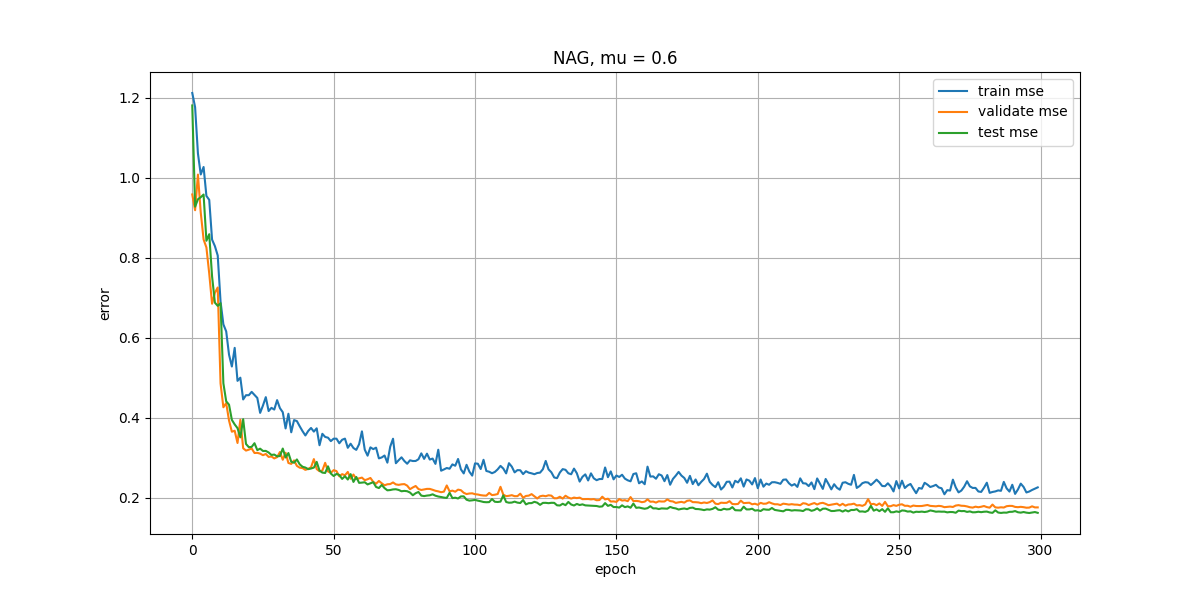 NAG, mu = 0.6
train mse
validate mse
test mse
error
1.2
1.0
0.8
0.6
0.4
0.2
0 50 100 150 200 250 300
epoch